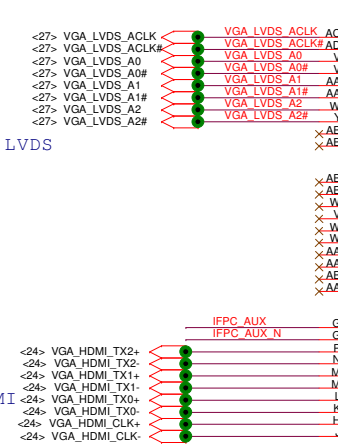 <27> VGA_LVDS_ACLK VGA_LVDS_ACLK
<27> VGA_LVDS_ACLK# VGA_LVDS_ACLK#
<27> VGA_LVDS_A0 VGA_LVDS_A0
<27> VGA_LVDS_A0# VGA_LVDS_A0#
<27> VGA_LVDS_A1 VGA_LVDS_A1
<27> VGA_LVDS_A1# VGA_LVDS_A1#
<27> VGA_LVDS_A2 VGA_LVDS_A2
<27> VGA_LVDS_A2# VGA_LVDS_A2#
LVDS
IFPC_AUX
IFPC_AUX_N
<24> VGA_HDMI_TX2+
<24> VGA_HDMI_TX2-
<24> VGA_HDMI_TX1+
<24> VGA_HDMI_TX1-
MI <24> VGA_HDMI_TX0+
<24> VGA_HDMI_TX0-
<24> VGA_HDMI_CLK+
<24> VGA_HDMI_CLK-